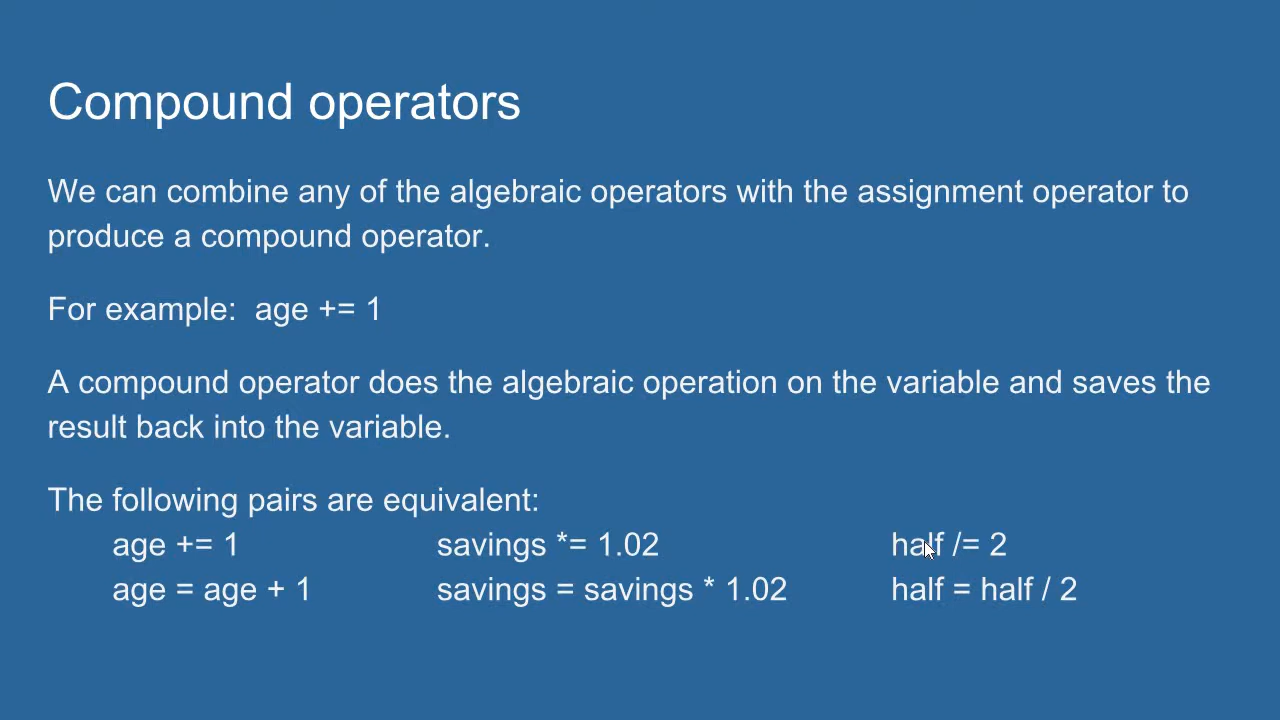 Compound operators
We can combine any of the algebraic operators with the assignment operator to
produce a compound operator.
For example:  age += 1
A compound operator does the algebraic operation on the variable and saves the
result back into the variable.
The following pairs are equivalent:
age += 1 savings *= 1.02 half /= 2
age = age + 1 savings = savings * 1.02 half = half / 2